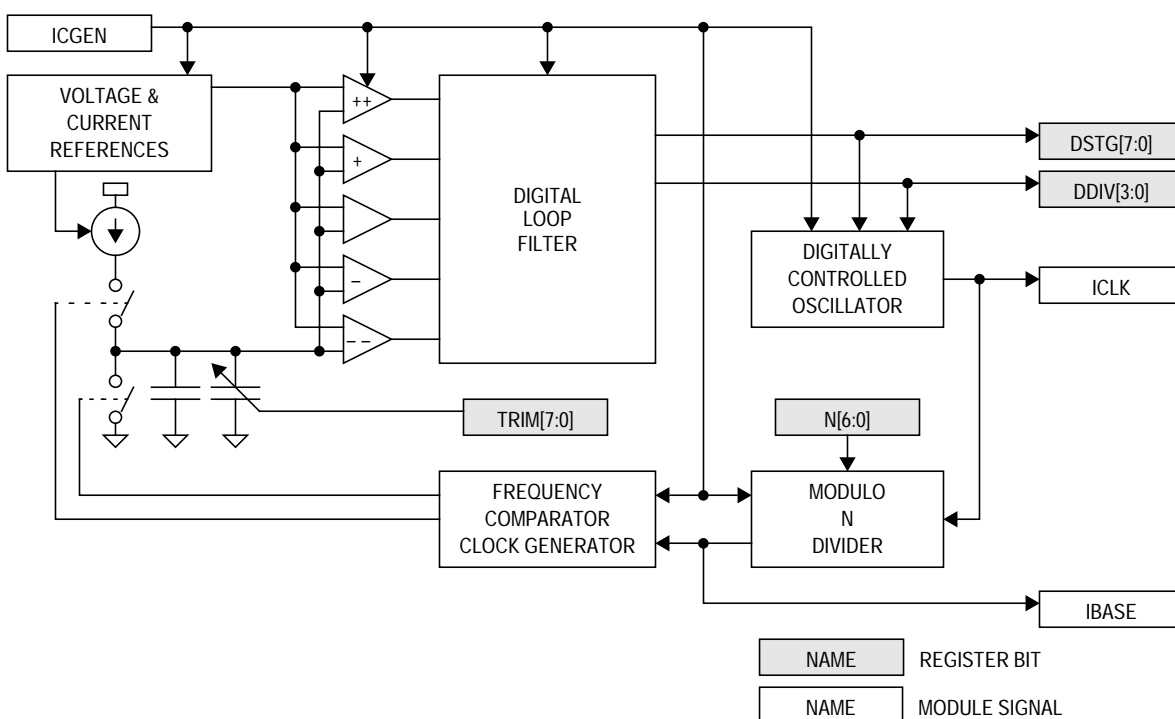 ICGEN
VOLTAGE &
CURRENT
REFERENCES
++
+
–
– –
DIGITAL
LOOP
FILTER
DSTG[7:0]
DDIV[3:0]
DIGITALLY
CONTROLLED
OSCILLATOR
ICLK
TRIM[7:0]
N[6:0]
FREQUENCY
COMPARATOR
CLOCK GENERATOR
MODULO
N
DIVIDER
IBASE
NAME REGISTER BIT
NAME MODULE SIGNAL